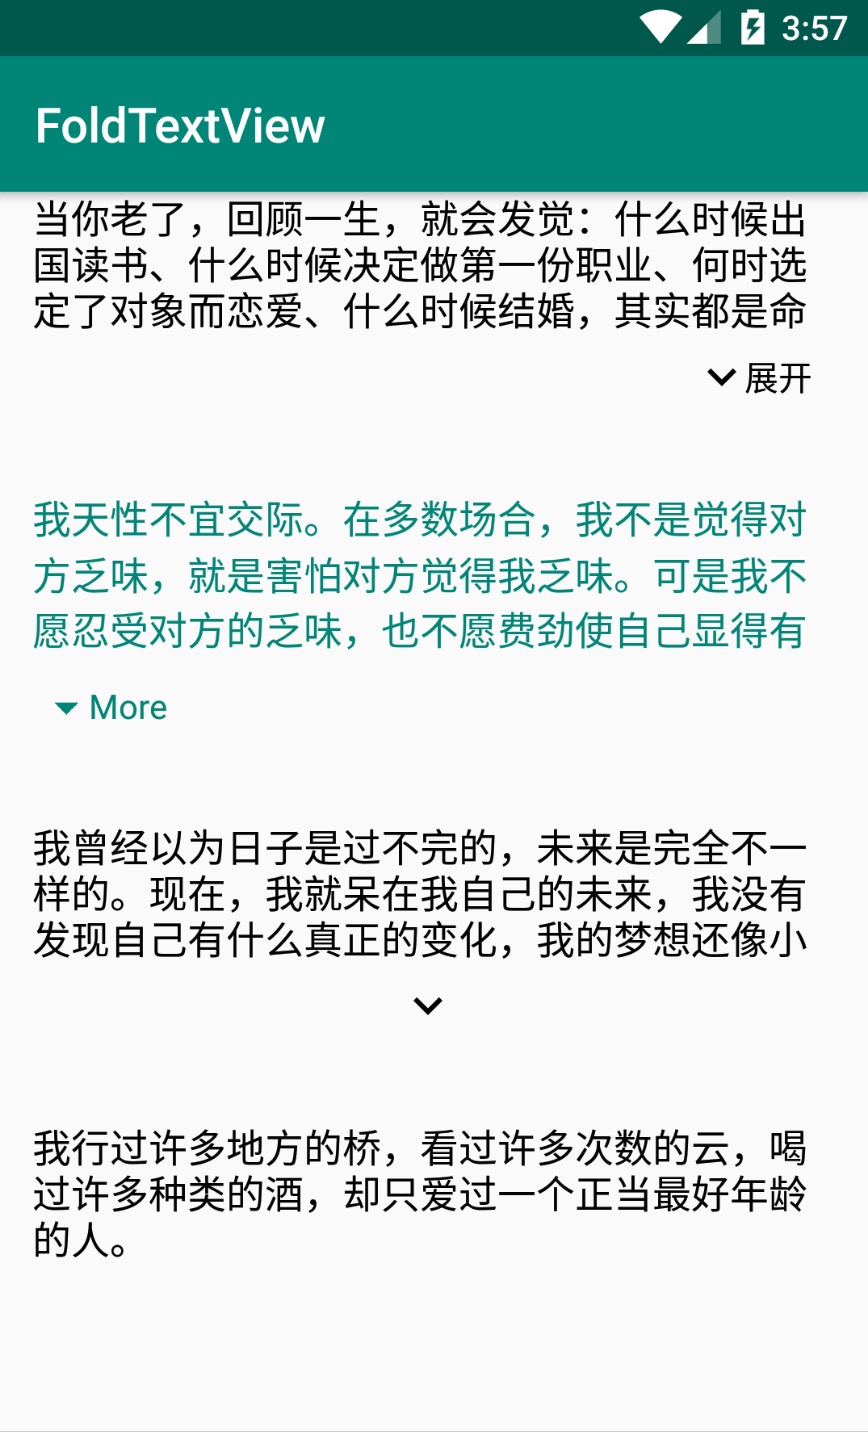 3:57
FoldTextView
当你老了，回顾一生，就会发觉：什么时候出
国读书、什么时候决定做第一份职业、何时选
定了对象而恋爱、什么时候结婚，其实都是命
展开
我天性不宜交际。在多数场合，我不是觉得对
方乏味，就是害怕对方觉得我乏味。可是我不
愿忍受对方的乏味，也不愿费劲使自己显得有
More
我曾经以为日子是过不完的，未来是完全不一
样的。现在，我就呆在我自己的未来，我没有
发现自己有什么真正的变化，我的梦想还像小
我行过许多地方的桥，看过许多次数的云，喝
过许多种类的酒，却只爱过一个正当最好年龄
的人。